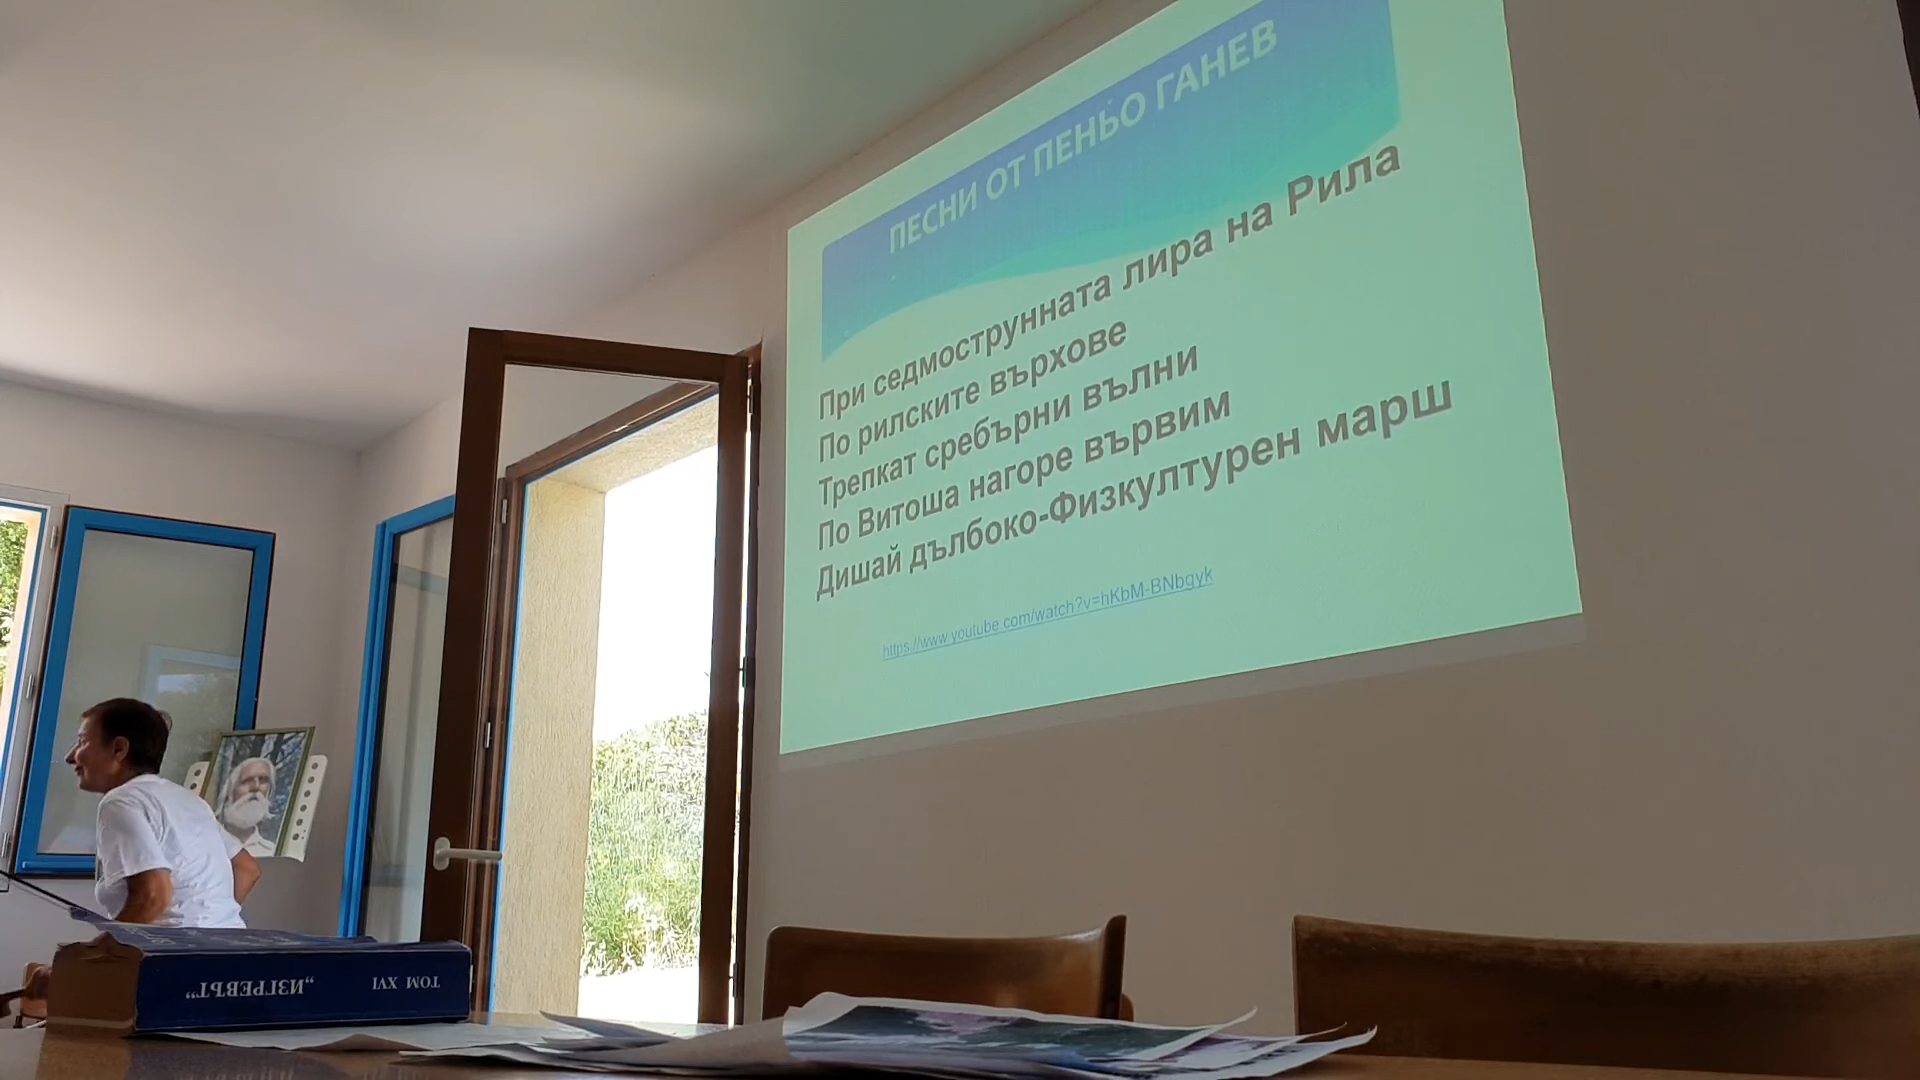 ПЕСНИ ОТ ПЕНЬО ГАНЕВ
При седмострунната лира на Рила
По рилските върхове
Трепкат сребърни вълни
По Витоша нагоре вървим
Дишай дълбоко-Физкултурен марш
https://www.youtube.com/watch?v=hKbM-BNbgyk
„ИЗГРЕВЪТ“
ТОМ XVI